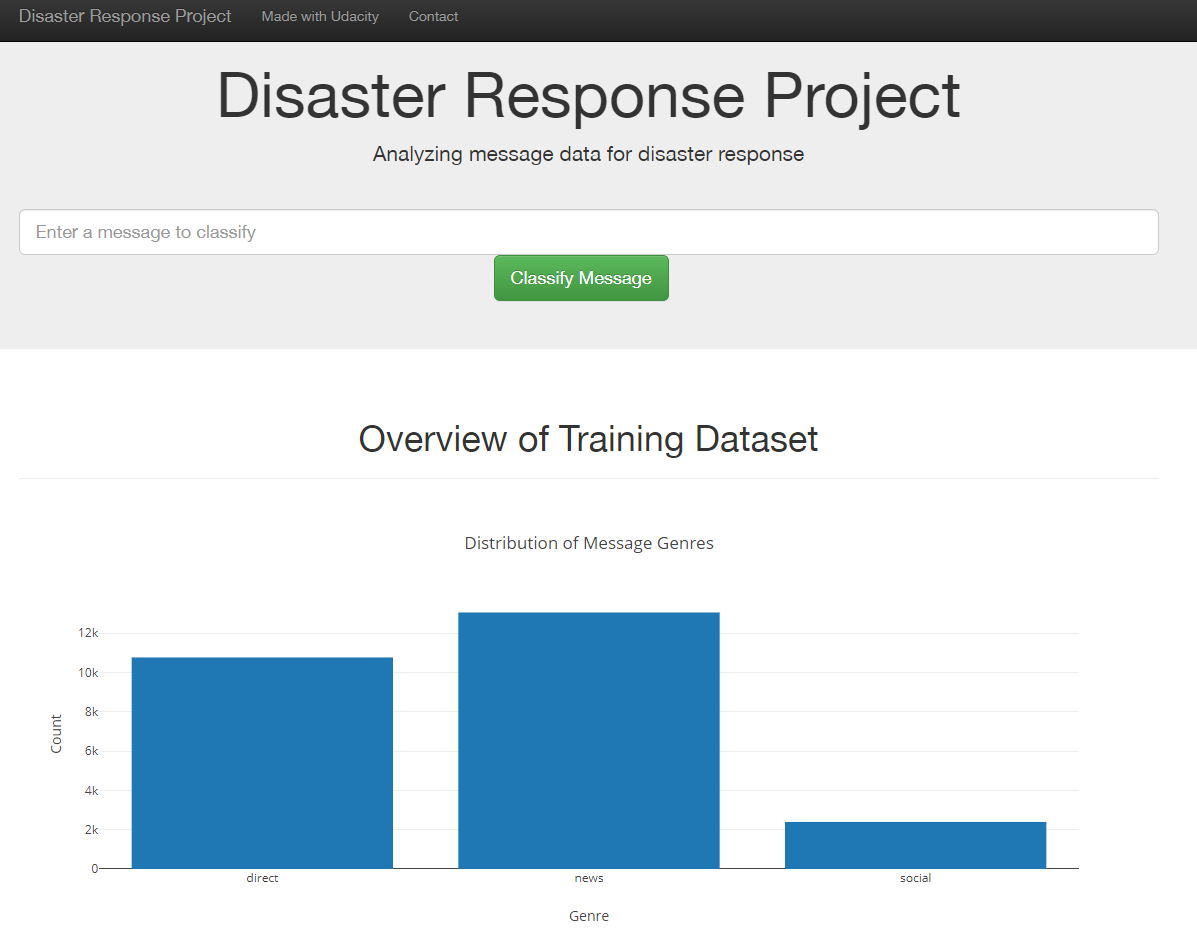 Disaster Response Project Made with Udacity Contact
Disaster Response Project
Analyzing message data for disaster response
Enter a message to classify
Classify Message
Overview of Training Dataset
Distribution of Message Genres
12k
10k
8k
6k
4k
2k
0
Count
direct news social
Genre